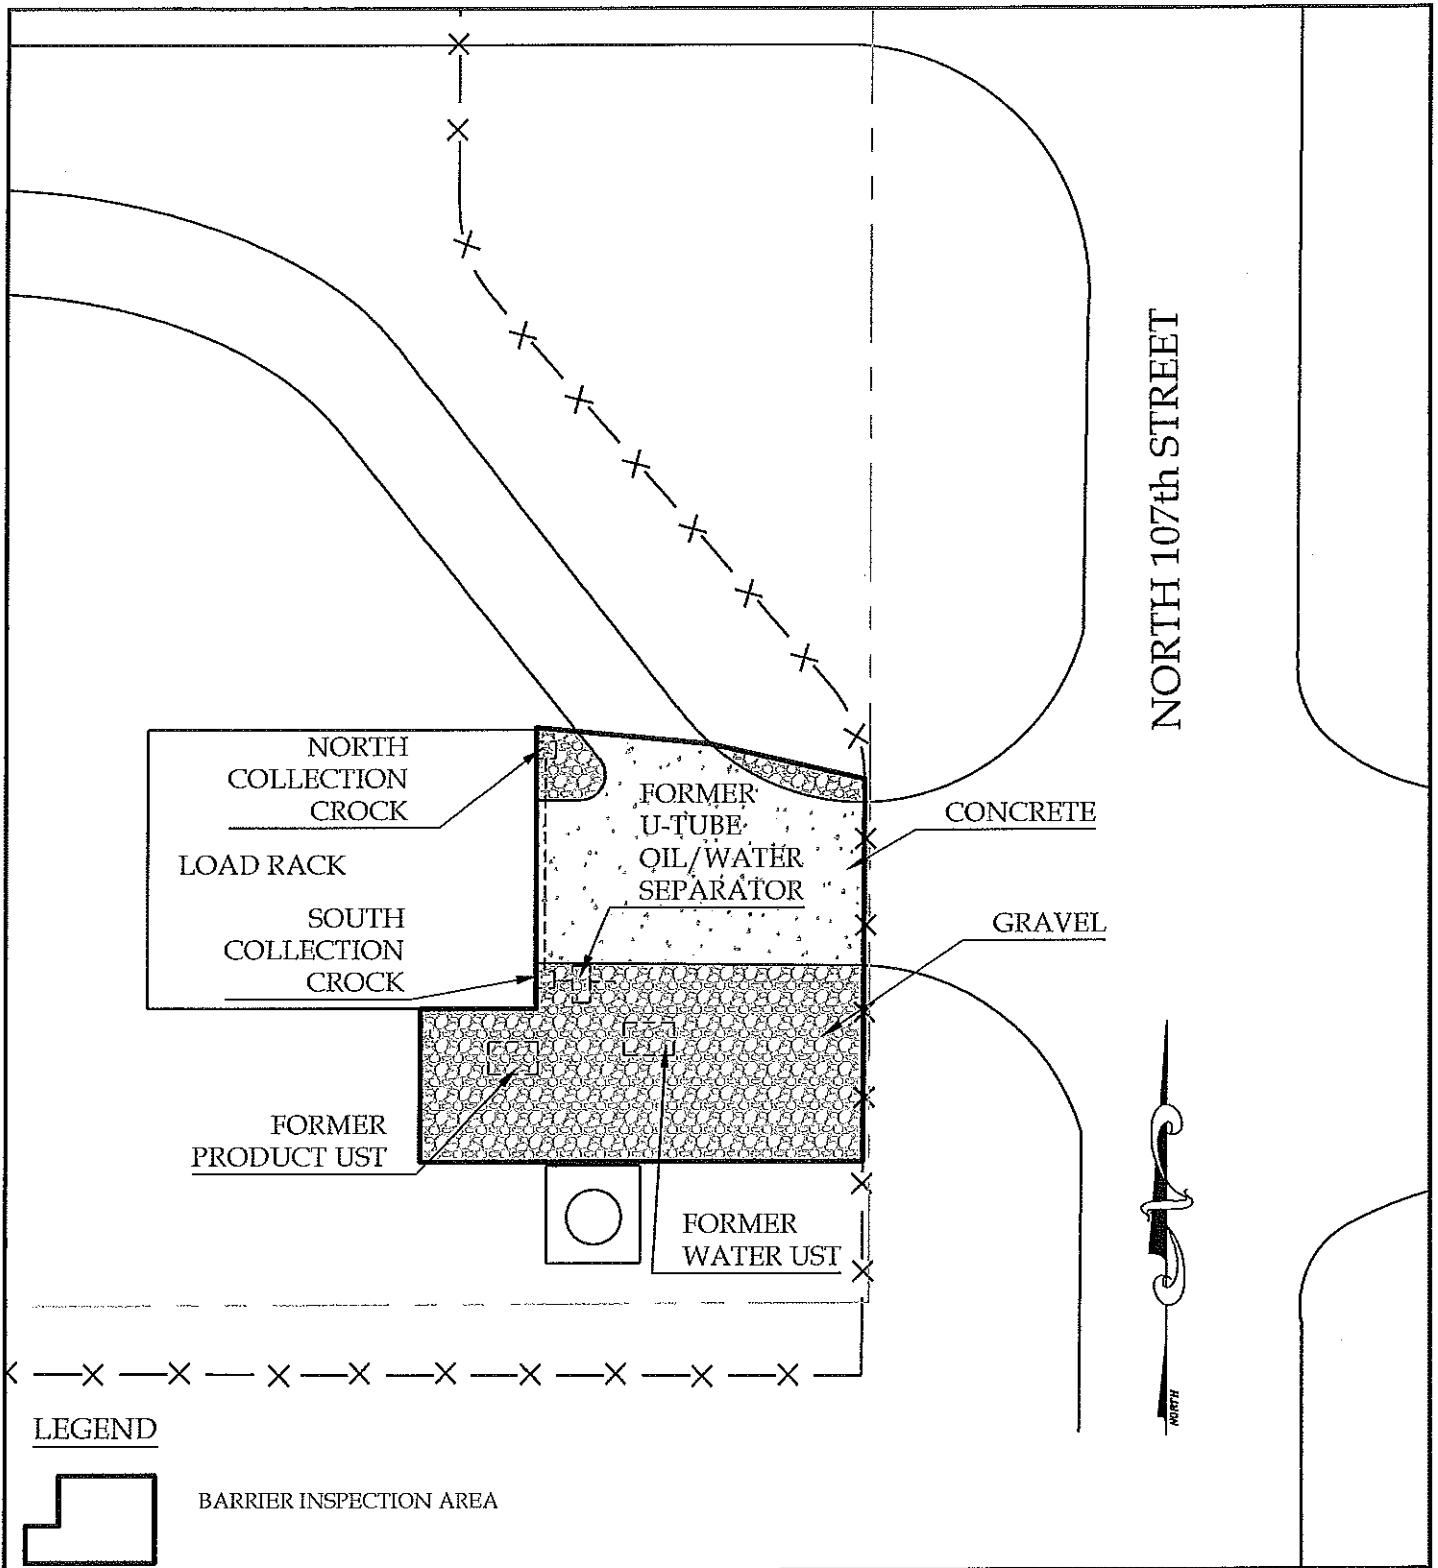 NORTH 107th STREET
NORTH
COLLECTION
CROCK
LOAD RACK
SOUTH
COLLECTION
CROCK
FORMER
U-TUBE
OIL/WATER
SEPARATOR
CONCRETE
GRAVEL
FORMER
PRODUCT UST
FORMER
WATER UST
NORTH
LEGEND
BARRIER INSPECTION AREA